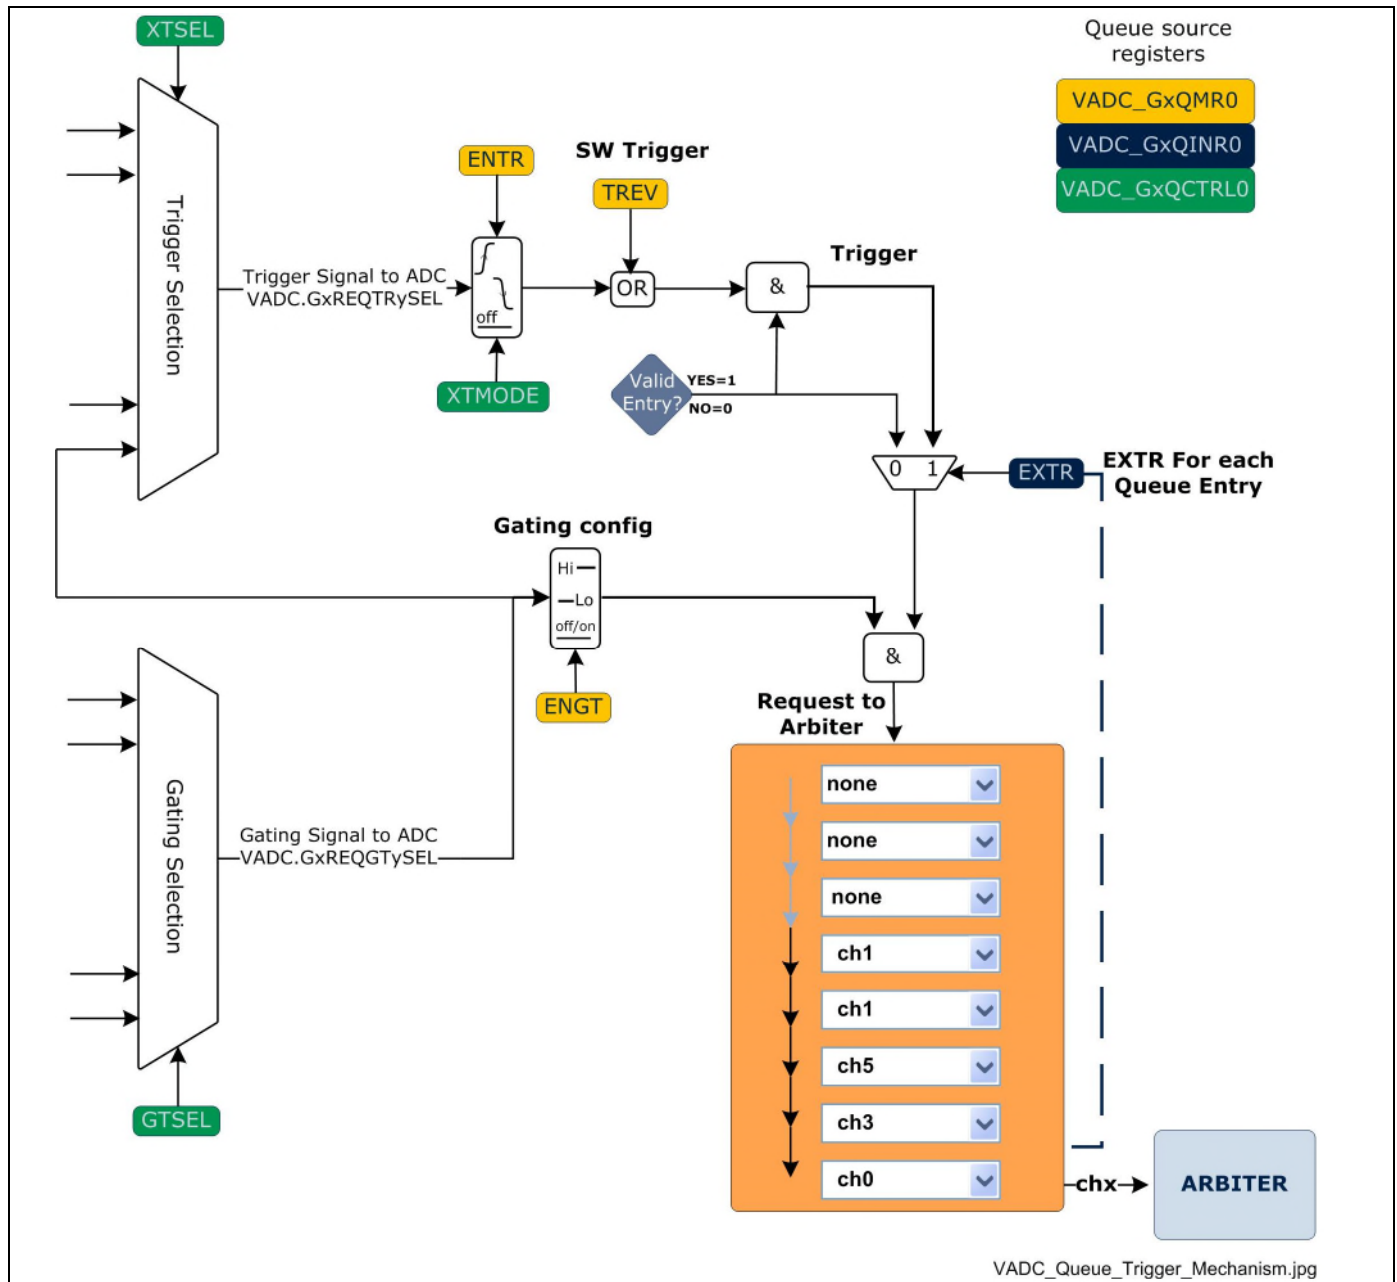 XTSEL
Queue source
registers
VADC_GxQMR0
VADC_GxQINR0
VADC_GxQCTRL0
ENTR
SW Trigger
TREV
Trigger Selection
Trigger Signal to ADC
VADC.GxREQTRySEL
off
OR
&
Trigger
XTMODE
Valid
Entry?
YES=1
NO=0
0 1
EXTR
EXTR For each
Queue Entry
Gating config
Hi
Lo
off/on
ENGT
&
Request to
Arbiter
Gating Selection
Gating Signal to ADC
VADC.GxREQGTySEL
GTSEL
none
none
none
ch1
ch1
ch5
ch3
ch0
chx
ARBITER
VADC_Queue_Trigger_Mechanism.jpg